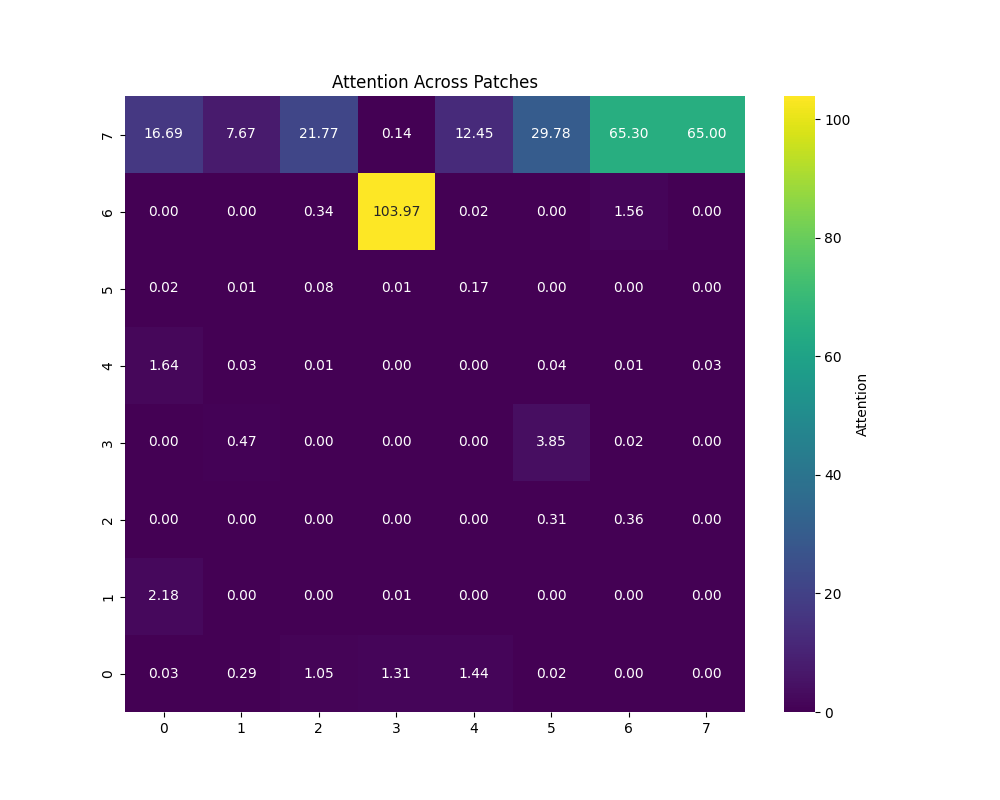 Attention Across Patches
7 16.69 7.67 21.77 0.14 12.45 29.78 65.30 65.00
6 0.00 0.00 0.34 103.97 0.02 0.00 1.56 0.00
5 0.02 0.01 0.08 0.01 0.17 0.00 0.00 0.00
4 1.64 0.03 0.01 0.00 0.00 0.04 0.01 0.03
3 0.00 0.47 0.00 0.00 0.00 3.85 0.02 0.00
2 0.00 0.00 0.00 0.00 0.00 0.31 0.36 0.00
1 2.18 0.00 0.00 0.01 0.00 0.00 0.00 0.00
0 0.03 0.29 1.05 1.31 1.44 0.02 0.00 0.00
0 1 2 3 4 5 6 7
100
80
60
40
20
0
Attention